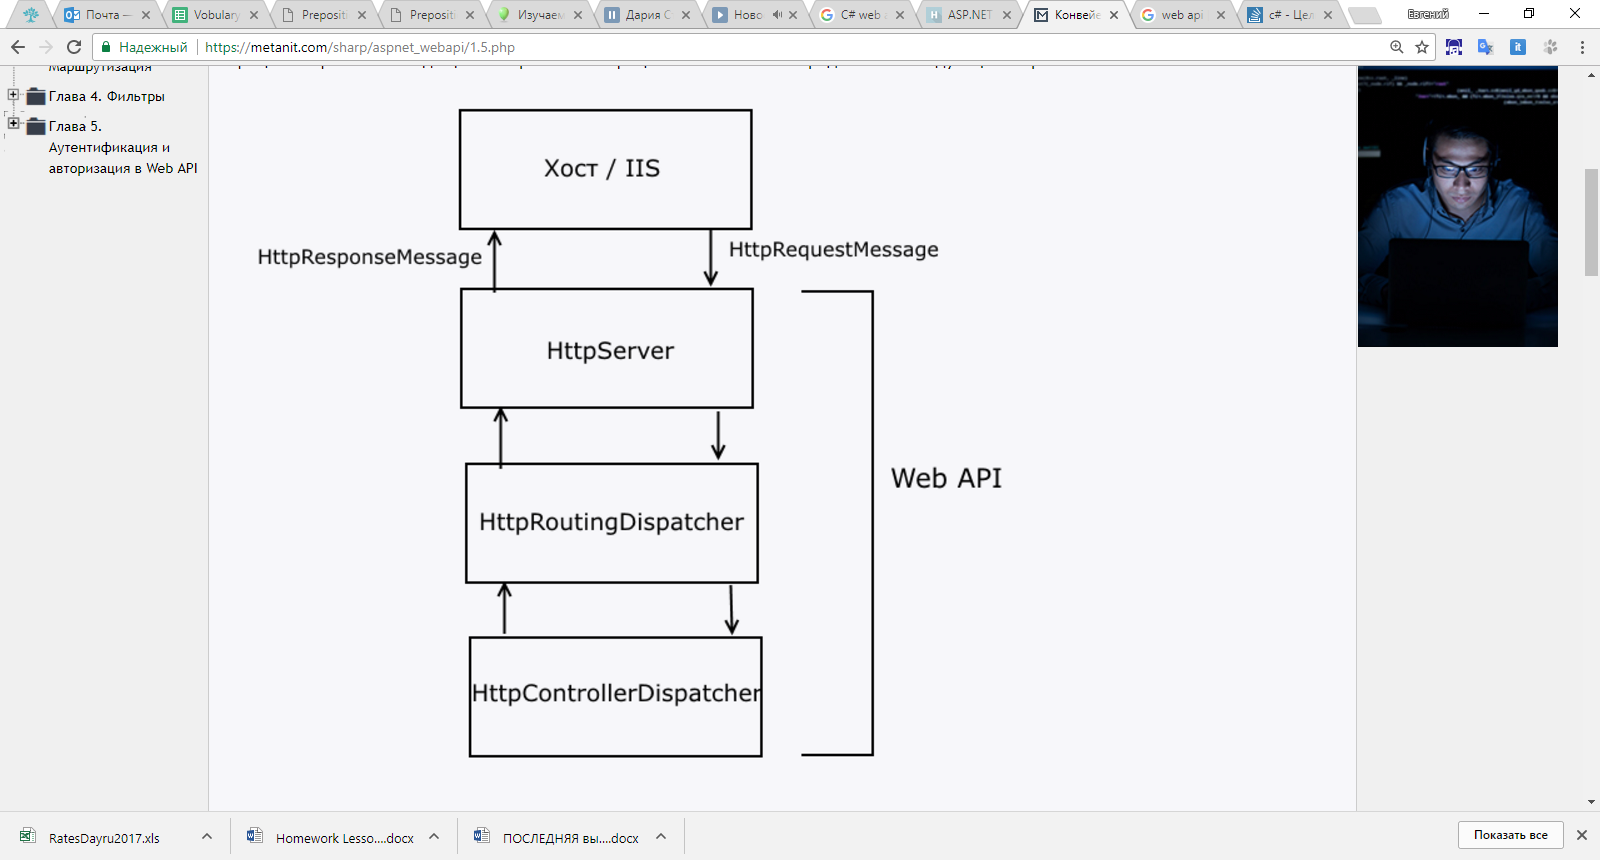 Почта —
Vobulary
Prepositi
Prepositi
Изучаем
Дария С
Ново
C# web a
ASP.NET
Конвейе
web api
c# - Цел
Евгений
Надежный
https://metanit.com/sharp/aspnet_webapi/1.5.php
Маршрутизация
Глава 4. Фильтры
Глава 5.
Аутентификация и
авторизация в Web API
Хост / IIS
HttpResponseMessage
HttpRequestMessage
HttpServer
Web API
HttpRoutingDispatcher
HttpControllerDispatcher
RatesDayru2017.xls
Homework Lesso....docx
ПОСЛЕДНЯЯ вы....docx
Показать все